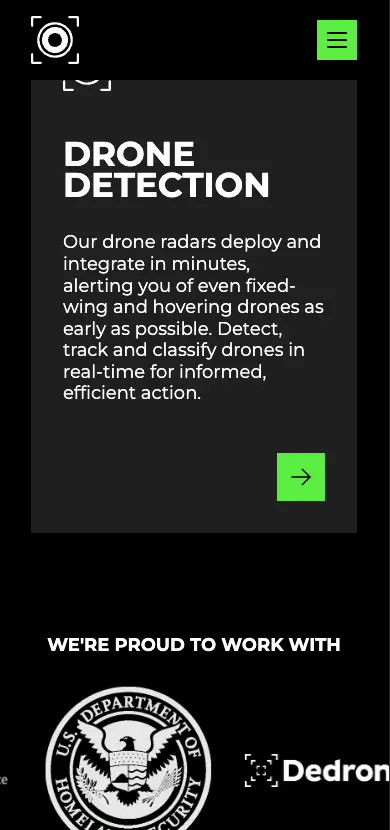 DRONE
DETECTION
Our drone radars deploy and
integrate in minutes,
alerting you of even fixed-
wing and hovering drones as
early as possible. Detect,
track and classify drones in
real-time for informed,
efficient action.
WE'RE PROUD TO WORK WITH
U.S. DEPARTMENT OF
HOMELAND SECURITY
Dedron